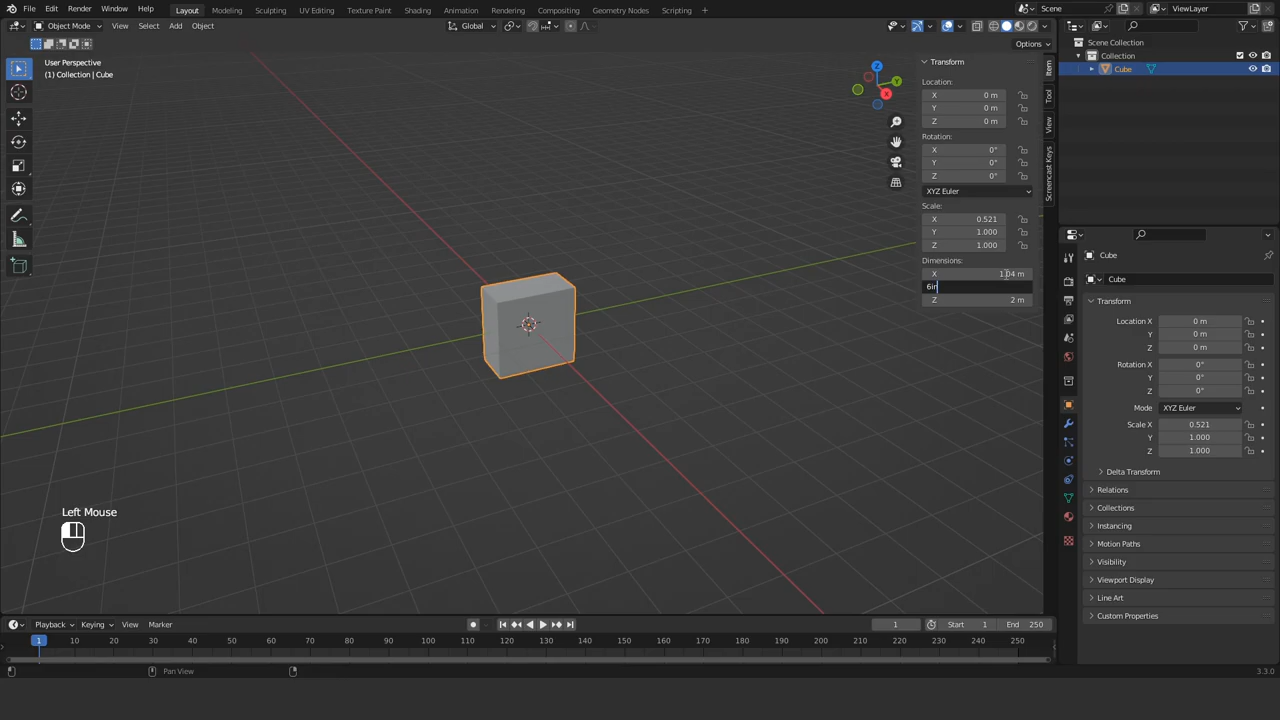 File Edit Render Window Help Layout Modeling Sculpting UV Editing Texture Paint Shading Animation Rendering Compositing Geometry Nodes Scripting + Scene ViewLayer
Object Mode View Select Add Object Global
Options
User Perspective
(1) Collection | Cube
Z
Y
X
Transform
Location:
X 0 m
Y 0 m
Z 0 m
Rotation:
X 0°
Y 0°
Z 0°
XYZ Euler
Scale:
X 0.521
Y 1.000
Z 1.000
Dimensions:
X 1.04 m
6in
Z 2 m
Item
Tool
View
Screencast Keys
Scene Collection
Collection
Cube
Cube
Cube
Transform
Location X 0 m
Y 0 m
Z 0 m
Rotation X 0°
Y 0°
Z 0°
Mode XYZ Euler
Scale X 0.521
Y 1.000
Z 1.000
Delta Transform
Relations
Collections
Instancing
Motion Paths
Visibility
Viewport Display
Line Art
Custom Properties
Left Mouse
Playback Keying View Marker 1 Start 1 End 250
1 10 20 30 40 50 60 70 80 90 100 110 120 130 140 150 160 170 180 190 200 210 220 230 240 250
Pan View 3.3.0